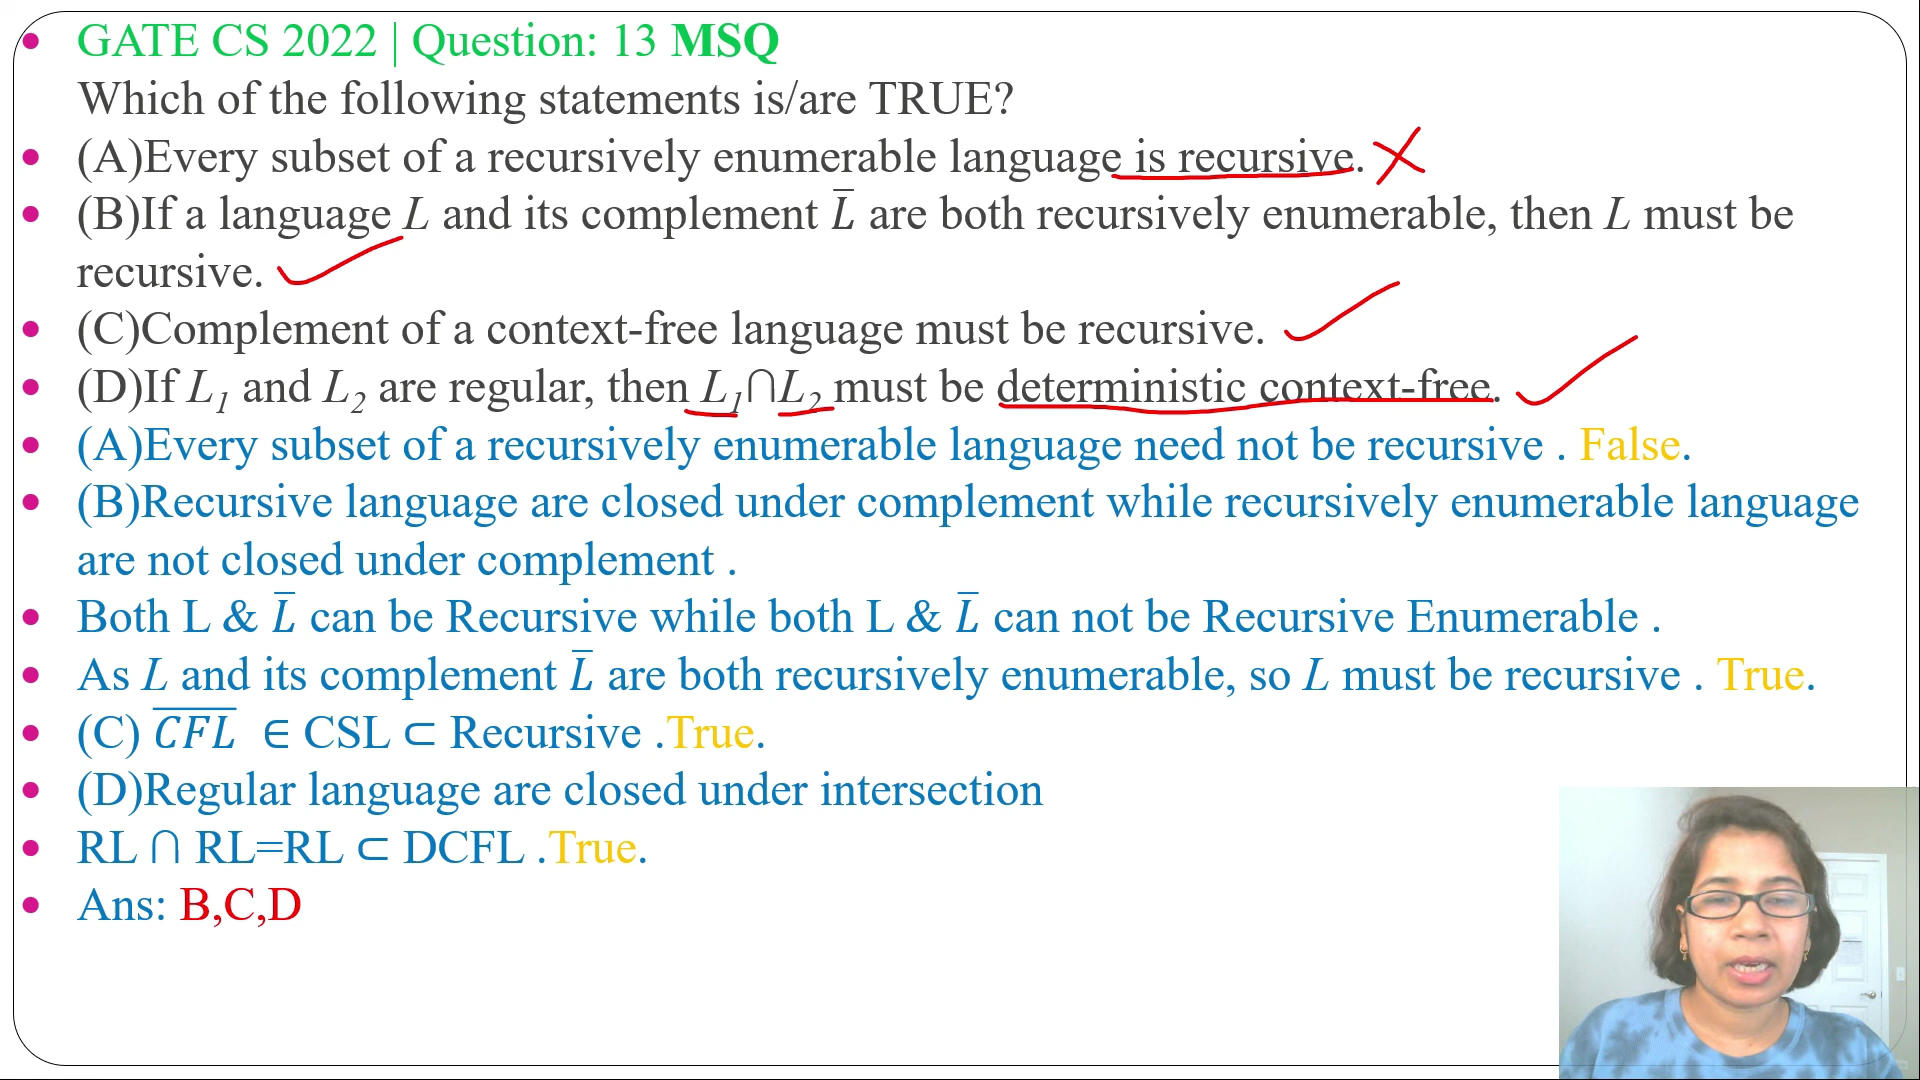 GATE CS 2022 | Question: 13 MSQ
Which of the following statements is/are TRUE?
(A)Every subset of a recursively enumerable language is recursive.
(B)If a language L and its complement L̅ are both recursively enumerable, then L must be
recursive.
(C)Complement of a context-free language must be recursive.
(D)If L₁ and L₂ are regular, then L₁∩L₂ must be deterministic context-free.
(A)Every subset of a recursively enumerable language need not be recursive . False.
(B)Recursive language are closed under complement while recursively enumerable language
are not closed under complement .
Both L & L̅ can be Recursive while both L & L̅ can not be Recursive Enumerable .
As L and its complement L̅ are both recursively enumerable, so L must be recursive . True.
(C) C̅F̅L̅ ∈ CSL ⊂ Recursive .True.
(D)Regular language are closed under intersection
RL ∩ RL=RL ⊂ DCFL .True.
Ans: B,C,D